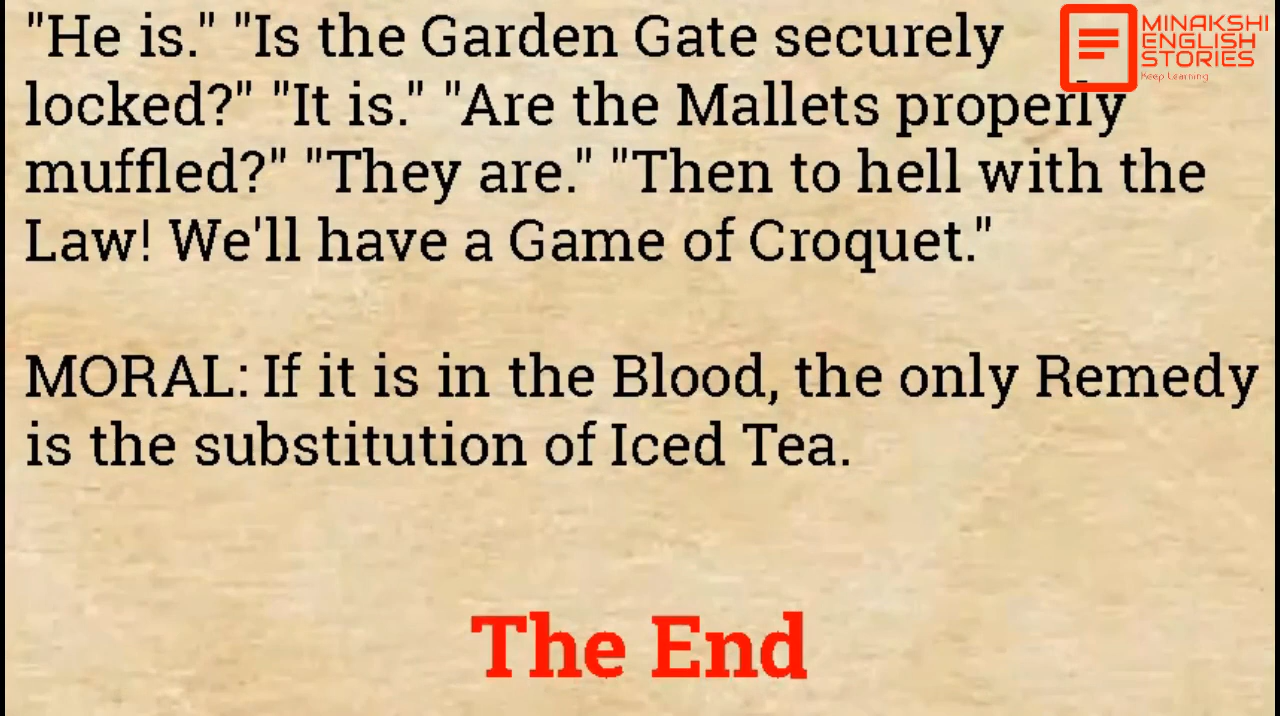 "He is." "Is the Garden Gate securely
locked?" "It is." "Are the Mallets properly
muffled?" "They are." "Then to hell with the
Law! We'll have a Game of Croquet."
MORAL: If it is in the Blood, the only Remedy
is the substitution of Iced Tea.
The End
MINAKSHI
ENGLISH
STORIES
Keep Learning